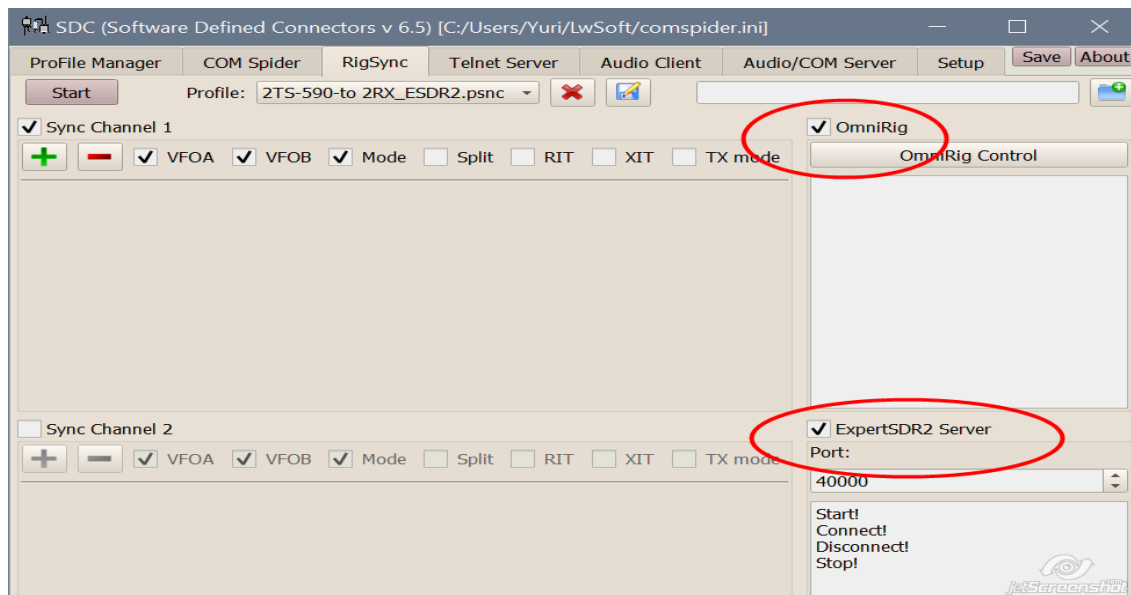 SDC (Software Defined Connectors v 6.5) [C:/Users/Yuri/LwSoft/comspider.ini]
ProFile Manager COM Spider RigSync Telnet Server Audio Client Audio/COM Server Setup Save About
Start Profile: 2TS-590-to 2RX_ESDR2.psnc
Sync Channel 1 OmniRig
VFOA VFOB Mode Split RIT XIT TX mode OmniRig Control
Sync Channel 2 ExpertSDR2 Server
VFOA VFOB Mode Split RIT XIT TX mode Port:
40000
Start!
Connect!
Disconnect!
Stop!
jetScreenshot